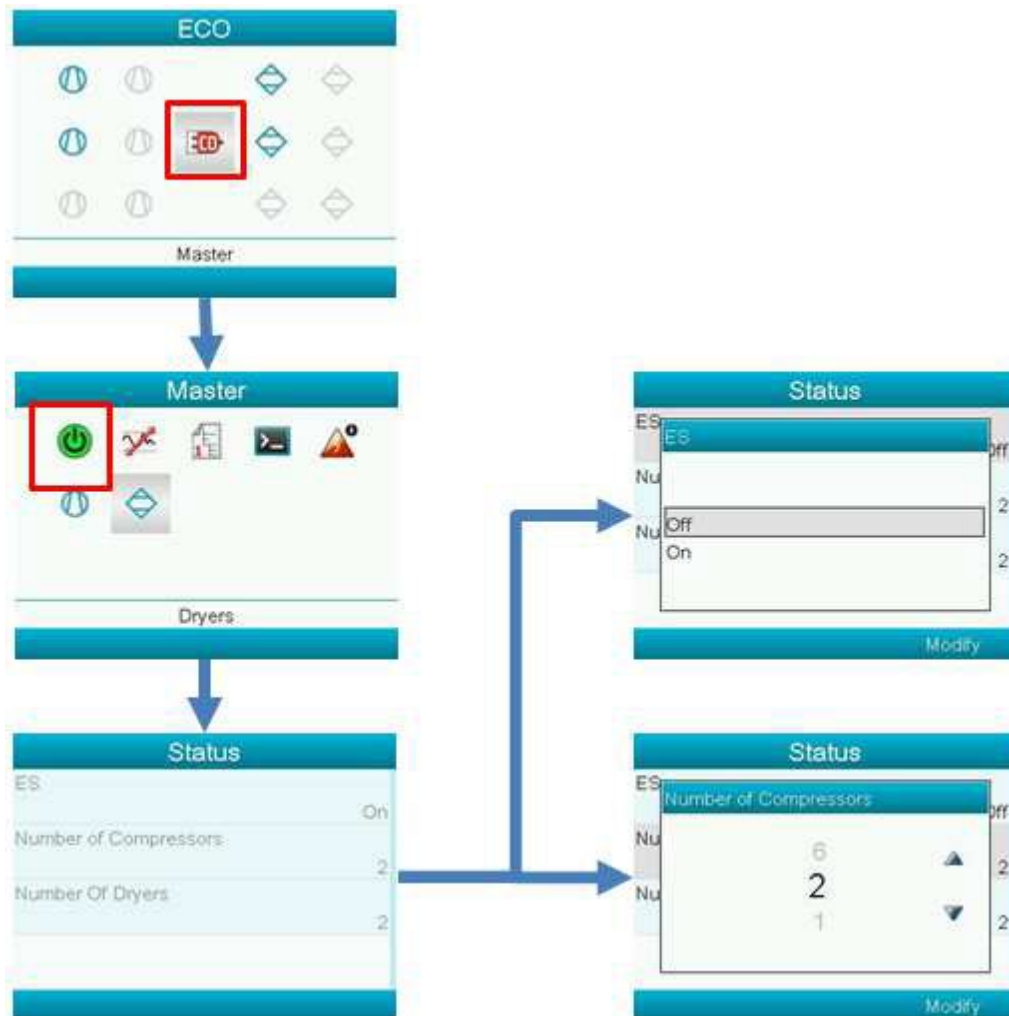 ECO
Master
Master
Dryers
Status
ES
On
Number of Compressors
2
Number Of Dryers
2
Status
ES
ES
Off
Nu
2
Off
Nu
On
2
Modify
Status
ES
Number of Compressors
Off
Nu
6
2
2
Nu
1
2
Modify